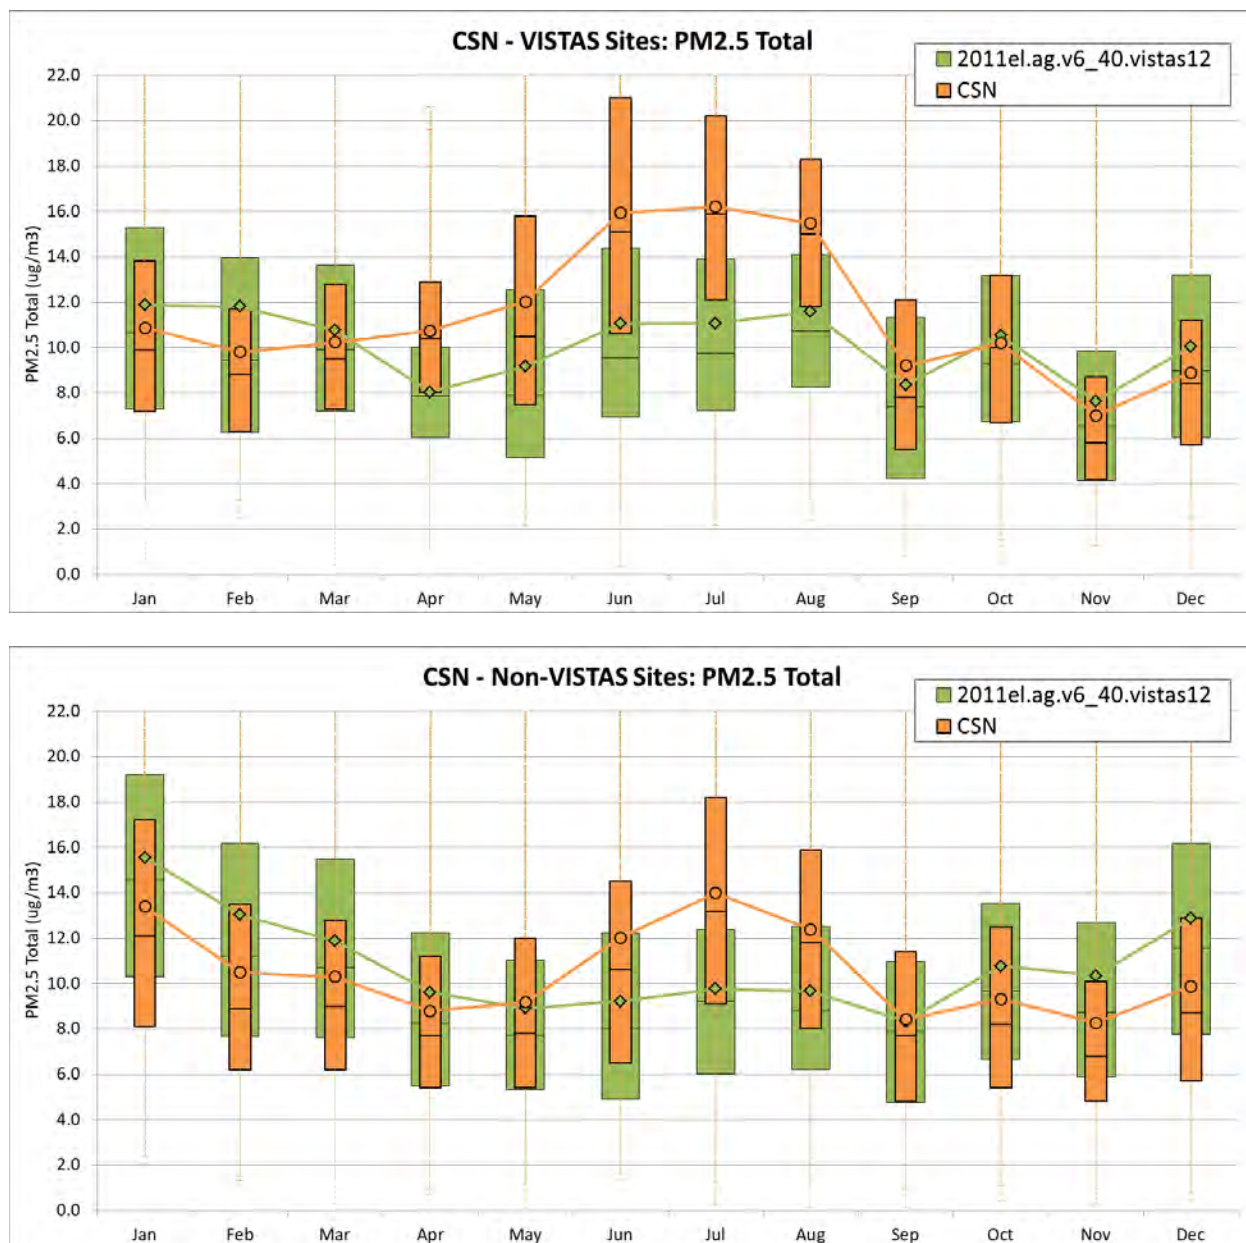 CSN - VISTAS Sites: PM2.5 Total
2011el.ag.v6_40.vistas12
CSN
PM2.5 Total (ug/m3)
22.0
20.0
18.0
16.0
14.0
12.0
10.0
8.0
6.0
4.0
2.0
0.0
Jan Feb Mar Apr May Jun Jul Aug Sep Oct Nov Dec
CSN - Non-VISTAS Sites: PM2.5 Total
2011el.ag.v6_40.vistas12
CSN
PM2.5 Total (ug/m3)
22.0
20.0
18.0
16.0
14.0
12.0
10.0
8.0
6.0
4.0
2.0
0.0
Jan Feb Mar Apr May Jun Jul Aug Sep Oct Nov Dec